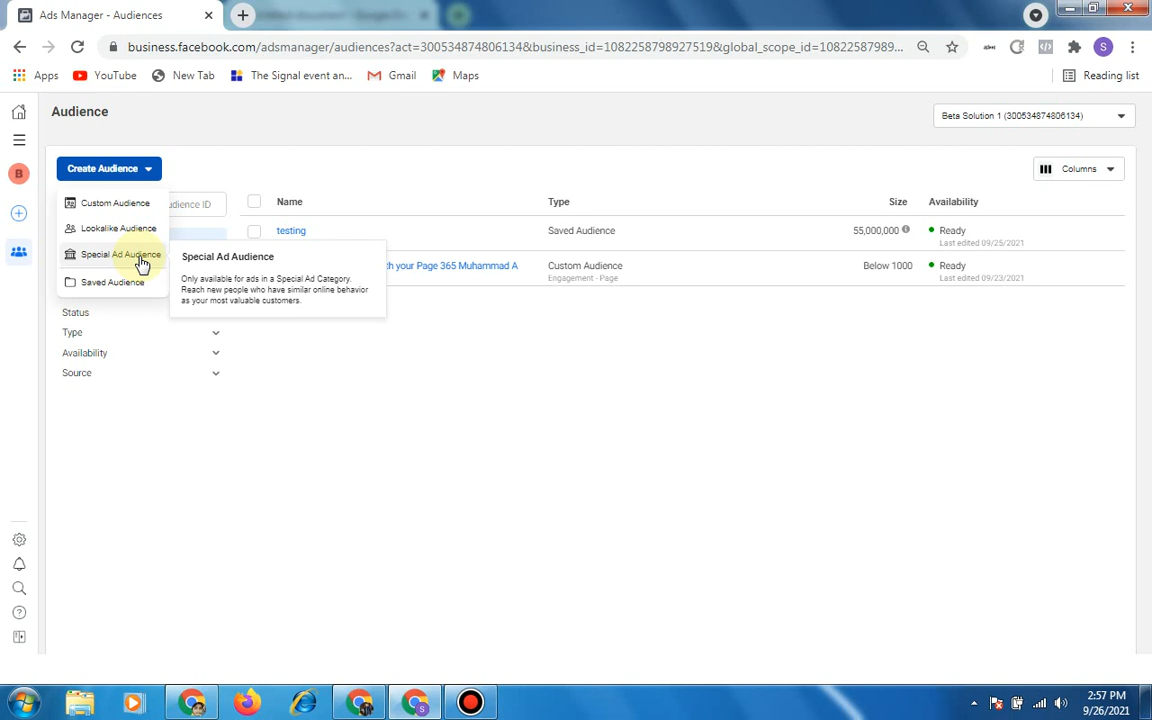 Ads Manager - Audiences
business.facebook.com/adsmanager/audiences?act=300534874806134&business_id=1082258798927519&global_scope_id=10822587989...
S
Apps
YouTube
New Tab
The Signal event an...
Gmail
Maps
Reading list
Audience
Beta Solution 1 (300534874806134)
B
Create Audience
Columns
Custom Audience
udience ID
Name
Type
Size
Availability
Lookalike Audience
testing
Saved Audience
55,000,000
Ready
Last edited 09/25/2021
Special Ad Audience
Special Ad Audience
Only available for ads in a Special Ad Category.
Reach new people who have similar online behavior
as your most valuable customers.
th your Page 365 Muhammad A
Custom Audience
Engagement - Page
Below 1000
Ready
Last edited 09/23/2021
Saved Audience
Status
Type
Availability
Source
S
2:57 PM
9/26/2021